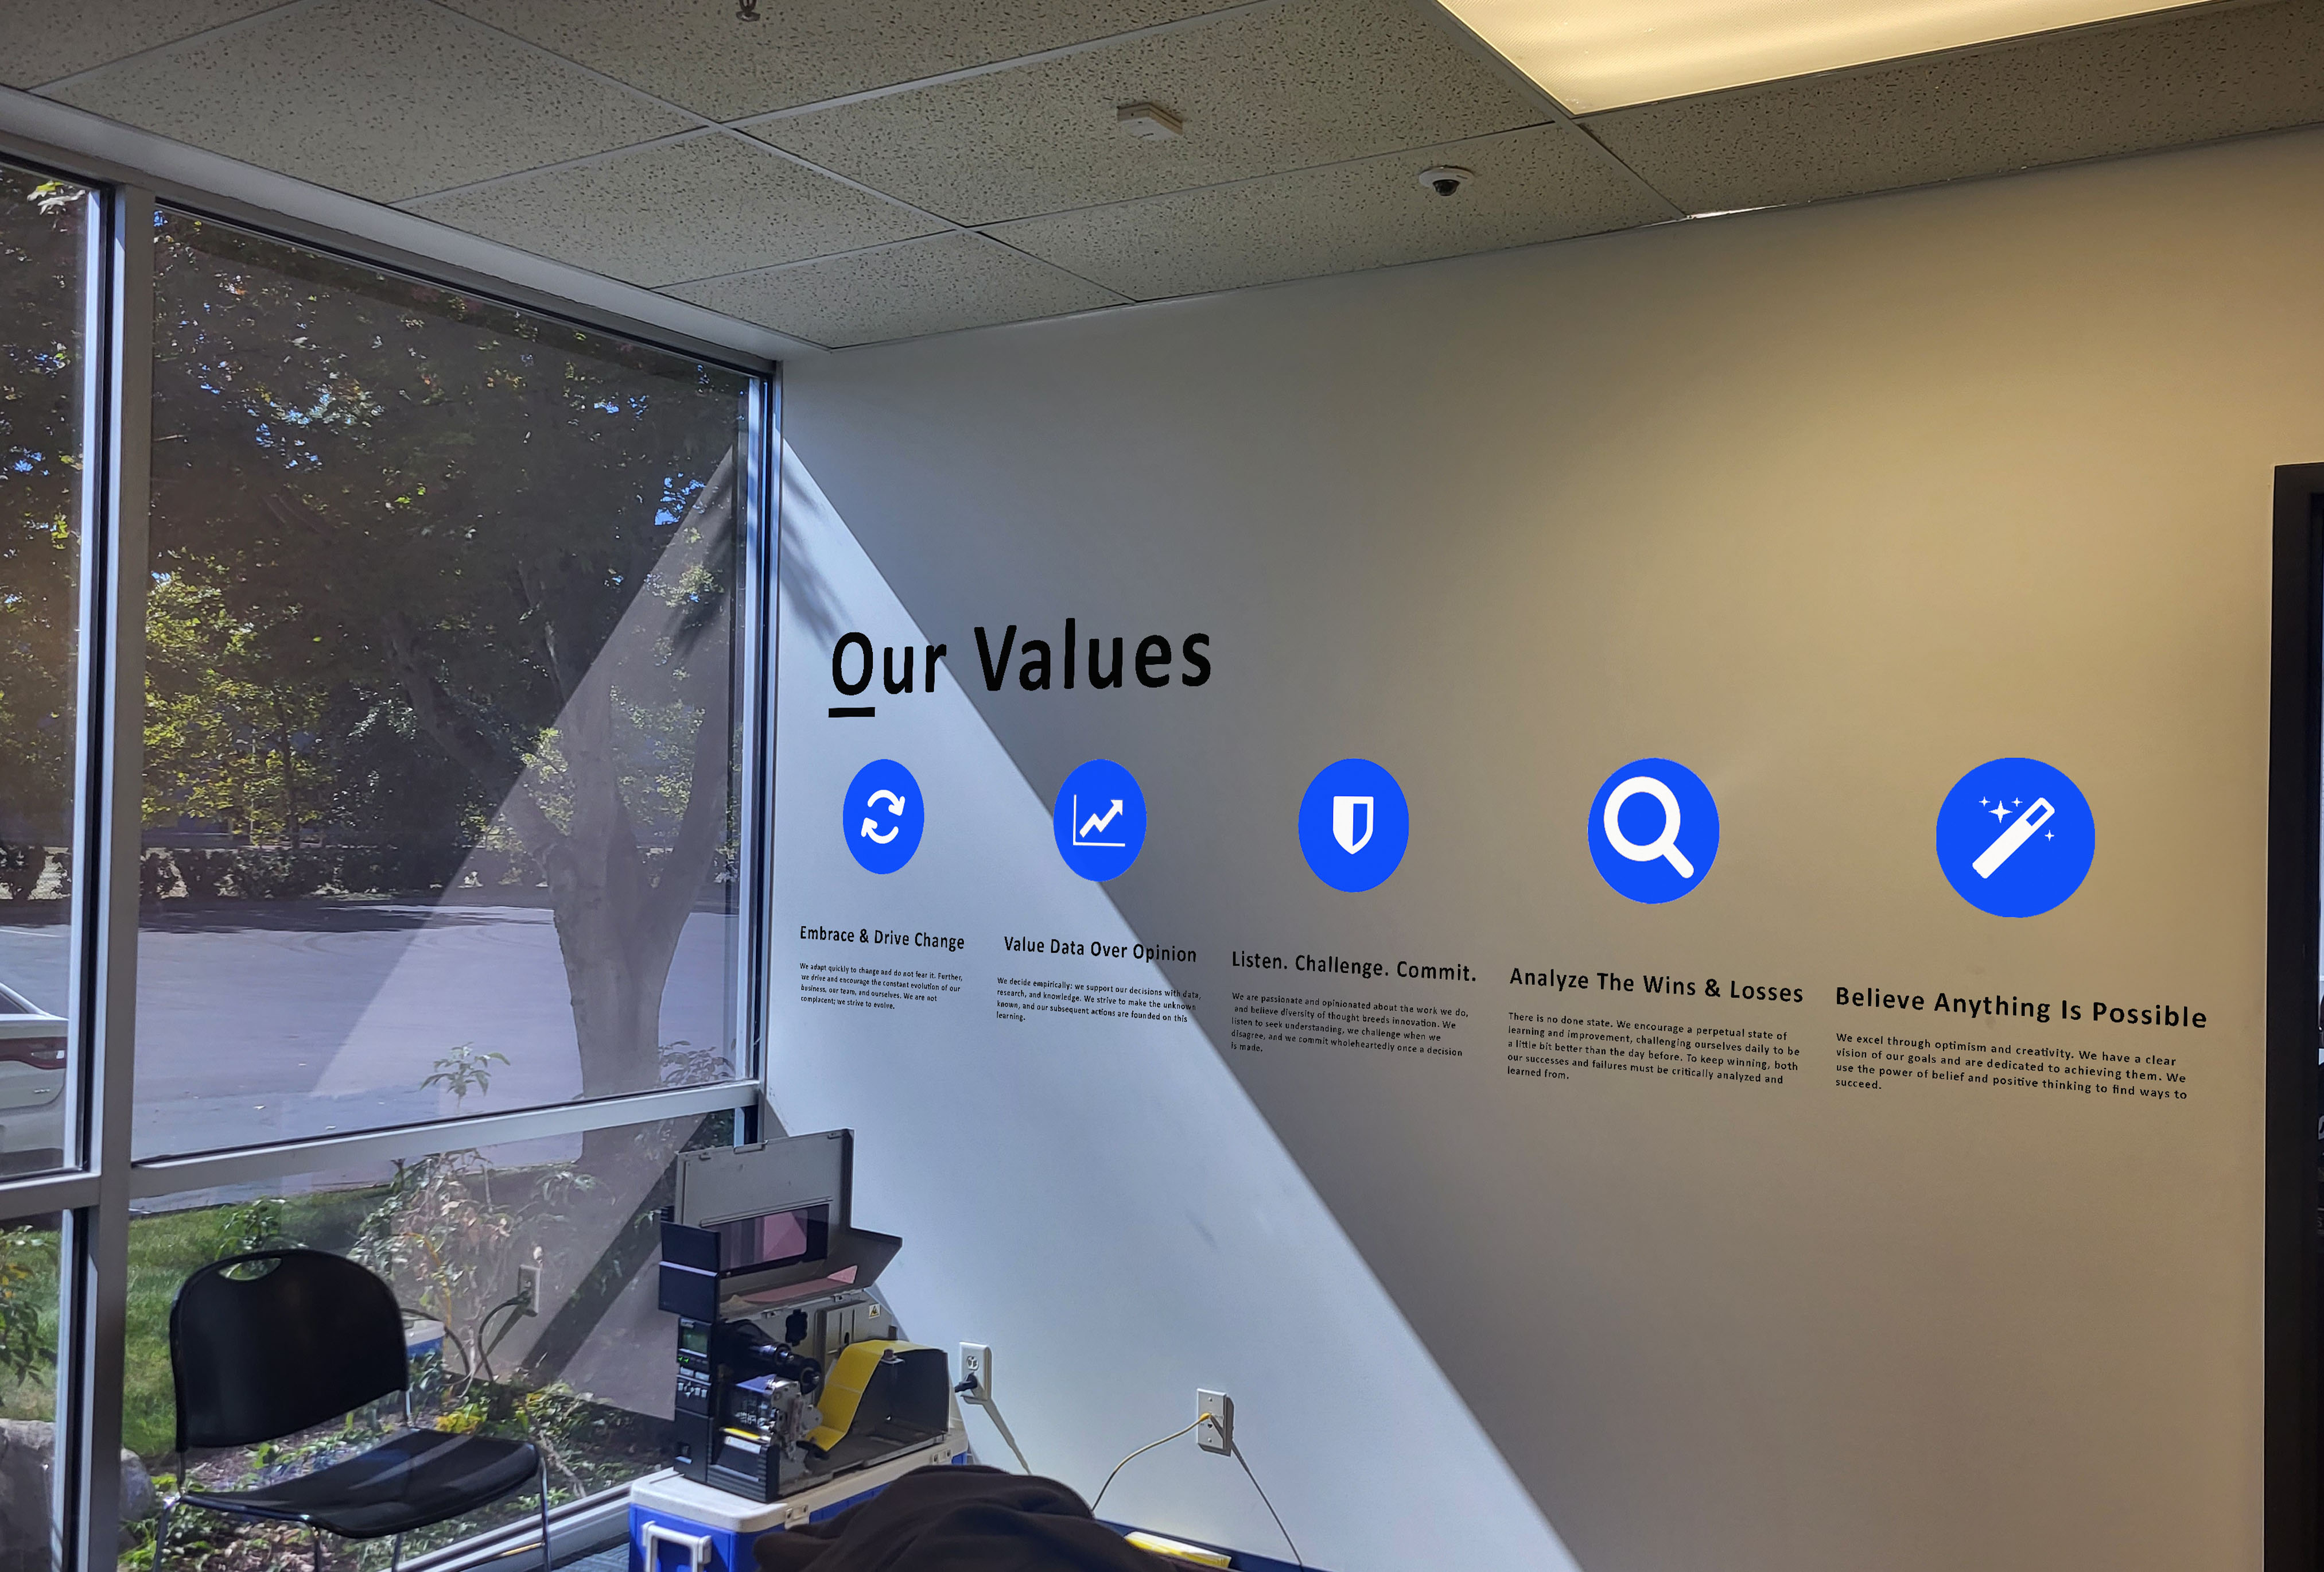 Our Values
Embrace & Drive Change
We adapt quickly to change and do not fear it. Further,
we drive and encourage the constant evolution of our
business, our team, and ourselves. We are not
complacent; we strive to evolve.
Value Data Over Opinion
We decide empirically: we support our decisions with data,
research, and knowledge. We strive to make the unknown
known, and our subsequent actions are founded on this
learning.
Listen. Challenge. Commit.
We are passionate and opinionated about the work we do,
and believe diversity of thought breeds innovation. We
listen to seek understanding, we challenge when we
disagree, and we commit wholeheartedly once a decision
is made.
Analyze The Wins & Losses
There is no done state. We encourage a perpetual state of
learning and improvement, challenging ourselves daily to be
a little bit better than the day before. To keep winning, both
our successes and failures must be critically analyzed and
learned from.
Believe Anything Is Possible
We excel through optimism and creativity. We have a clear
vision of our goals and are dedicated to achieving them. We
use the power of belief and positive thinking to find ways to
succeed.